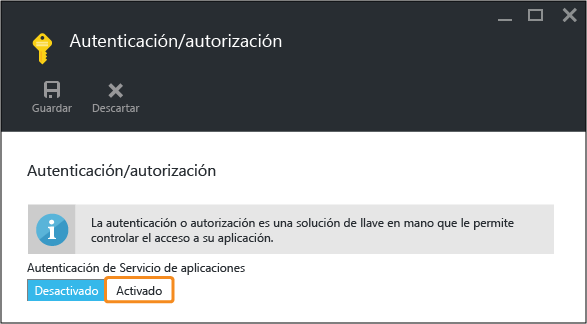 Autenticación/autorización
Guardar
Descartar
Autenticación/autorización
La autenticación o autorización es una solución de llave en mano que le permite
controlar el acceso a su aplicación.
Autenticación de Servicio de aplicaciones
Desactivado
Activado